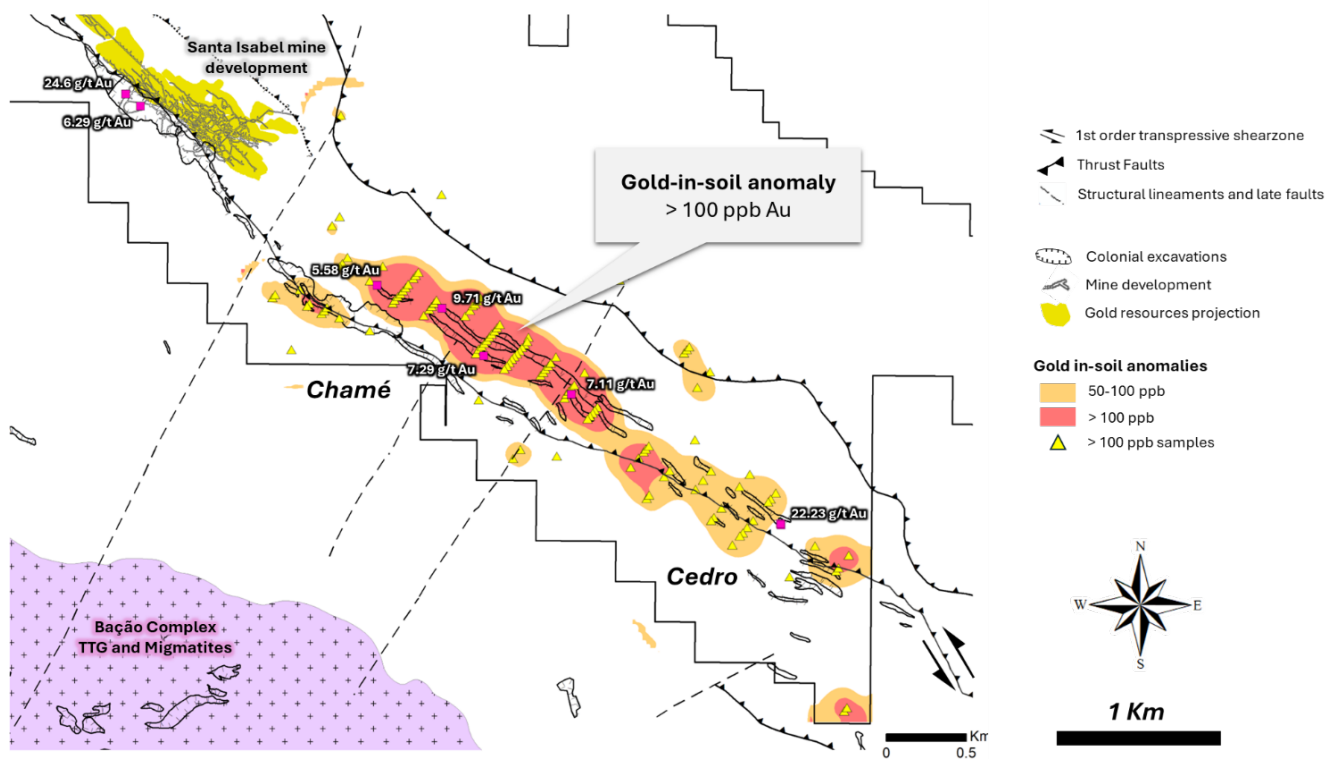 Santa Isabel mine
development
24.6 g/t Au
6.29 g/t Au
Gold-in-soil anomaly
> 100 ppb Au
5.58 g/t Au
9.71 g/t Au
7.29 g/t Au
7.11 g/t Au
Chamé
22.23 g/t Au
Cedro
Bação Complex
TTG and Migmatites
Km
0 0.5
1st order transpressive shearzone
Thrust Faults
Structural lineaments and late faults
Colonial excavations
Mine development
Gold resources projection
Gold in-soil anomalies
50-100 ppb
> 100 ppb
> 100 ppb samples
N
W E
S
1 Km